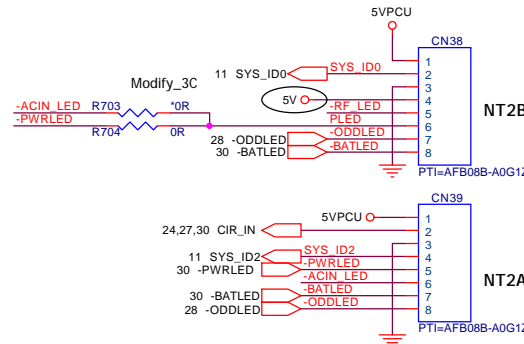 5VPCU
CN38
11 SYS_ID0 SYS_ID0 1
2
Modify_3C 3
5V 4
-ACIN_LED R703 *0R -RF_LED 5 NT2B
-PWRLED R704 0R PLED 6
28 -ODDLED -ODDLED 7
30 -BATLED -BATLED 8
PTI=AFB08B-A0G1Z
CN39
5VPCU 1
24,27,30 CIR_IN 2
3
11 SYS_ID2 SYS_ID2 4
30 -PWRLED -PWRLED 5 NT2A
-ACIN_LED 6
30 -BATLED -BATLED 7
28 -ODDLED -ODDLED 8
PTI=AFB08B-A0G1Z